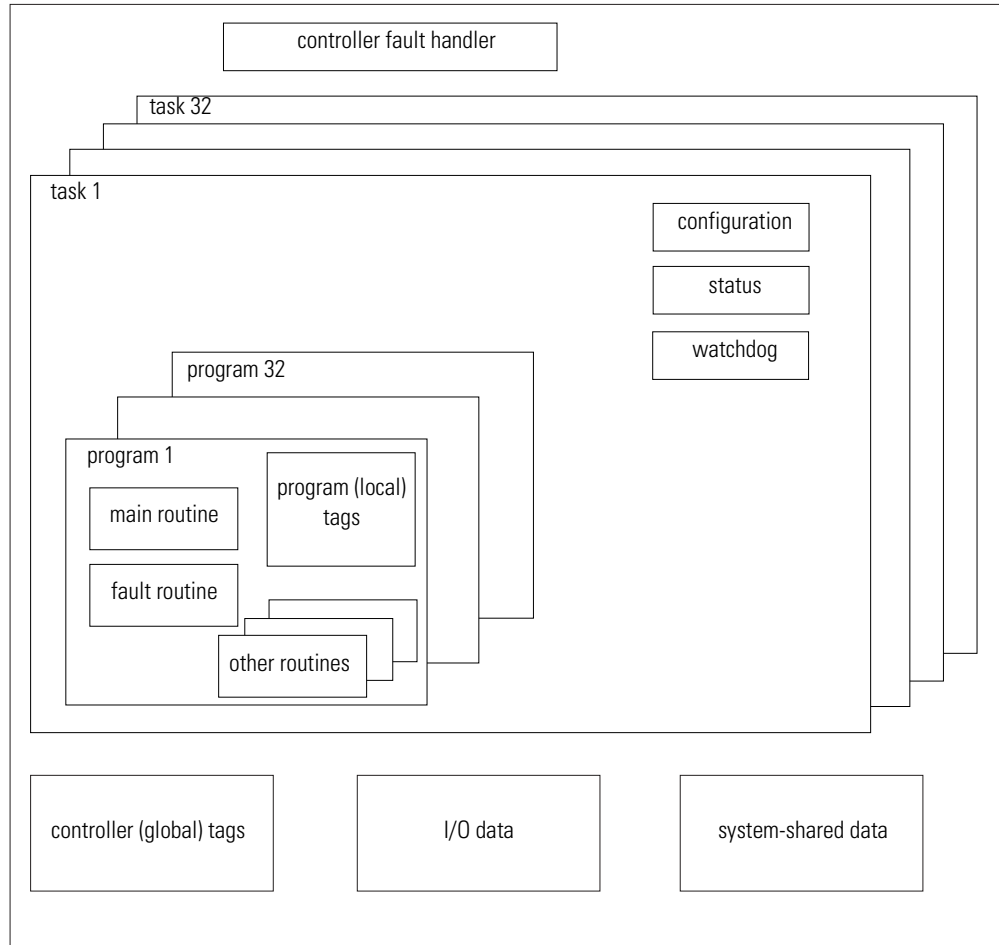 controller fault handler
task 32
task 1
configuration
status
watchdog
program 32
program 1
program (local)
tags
main routine
fault routine
other routines
controller (global) tags
I/O data
system-shared data